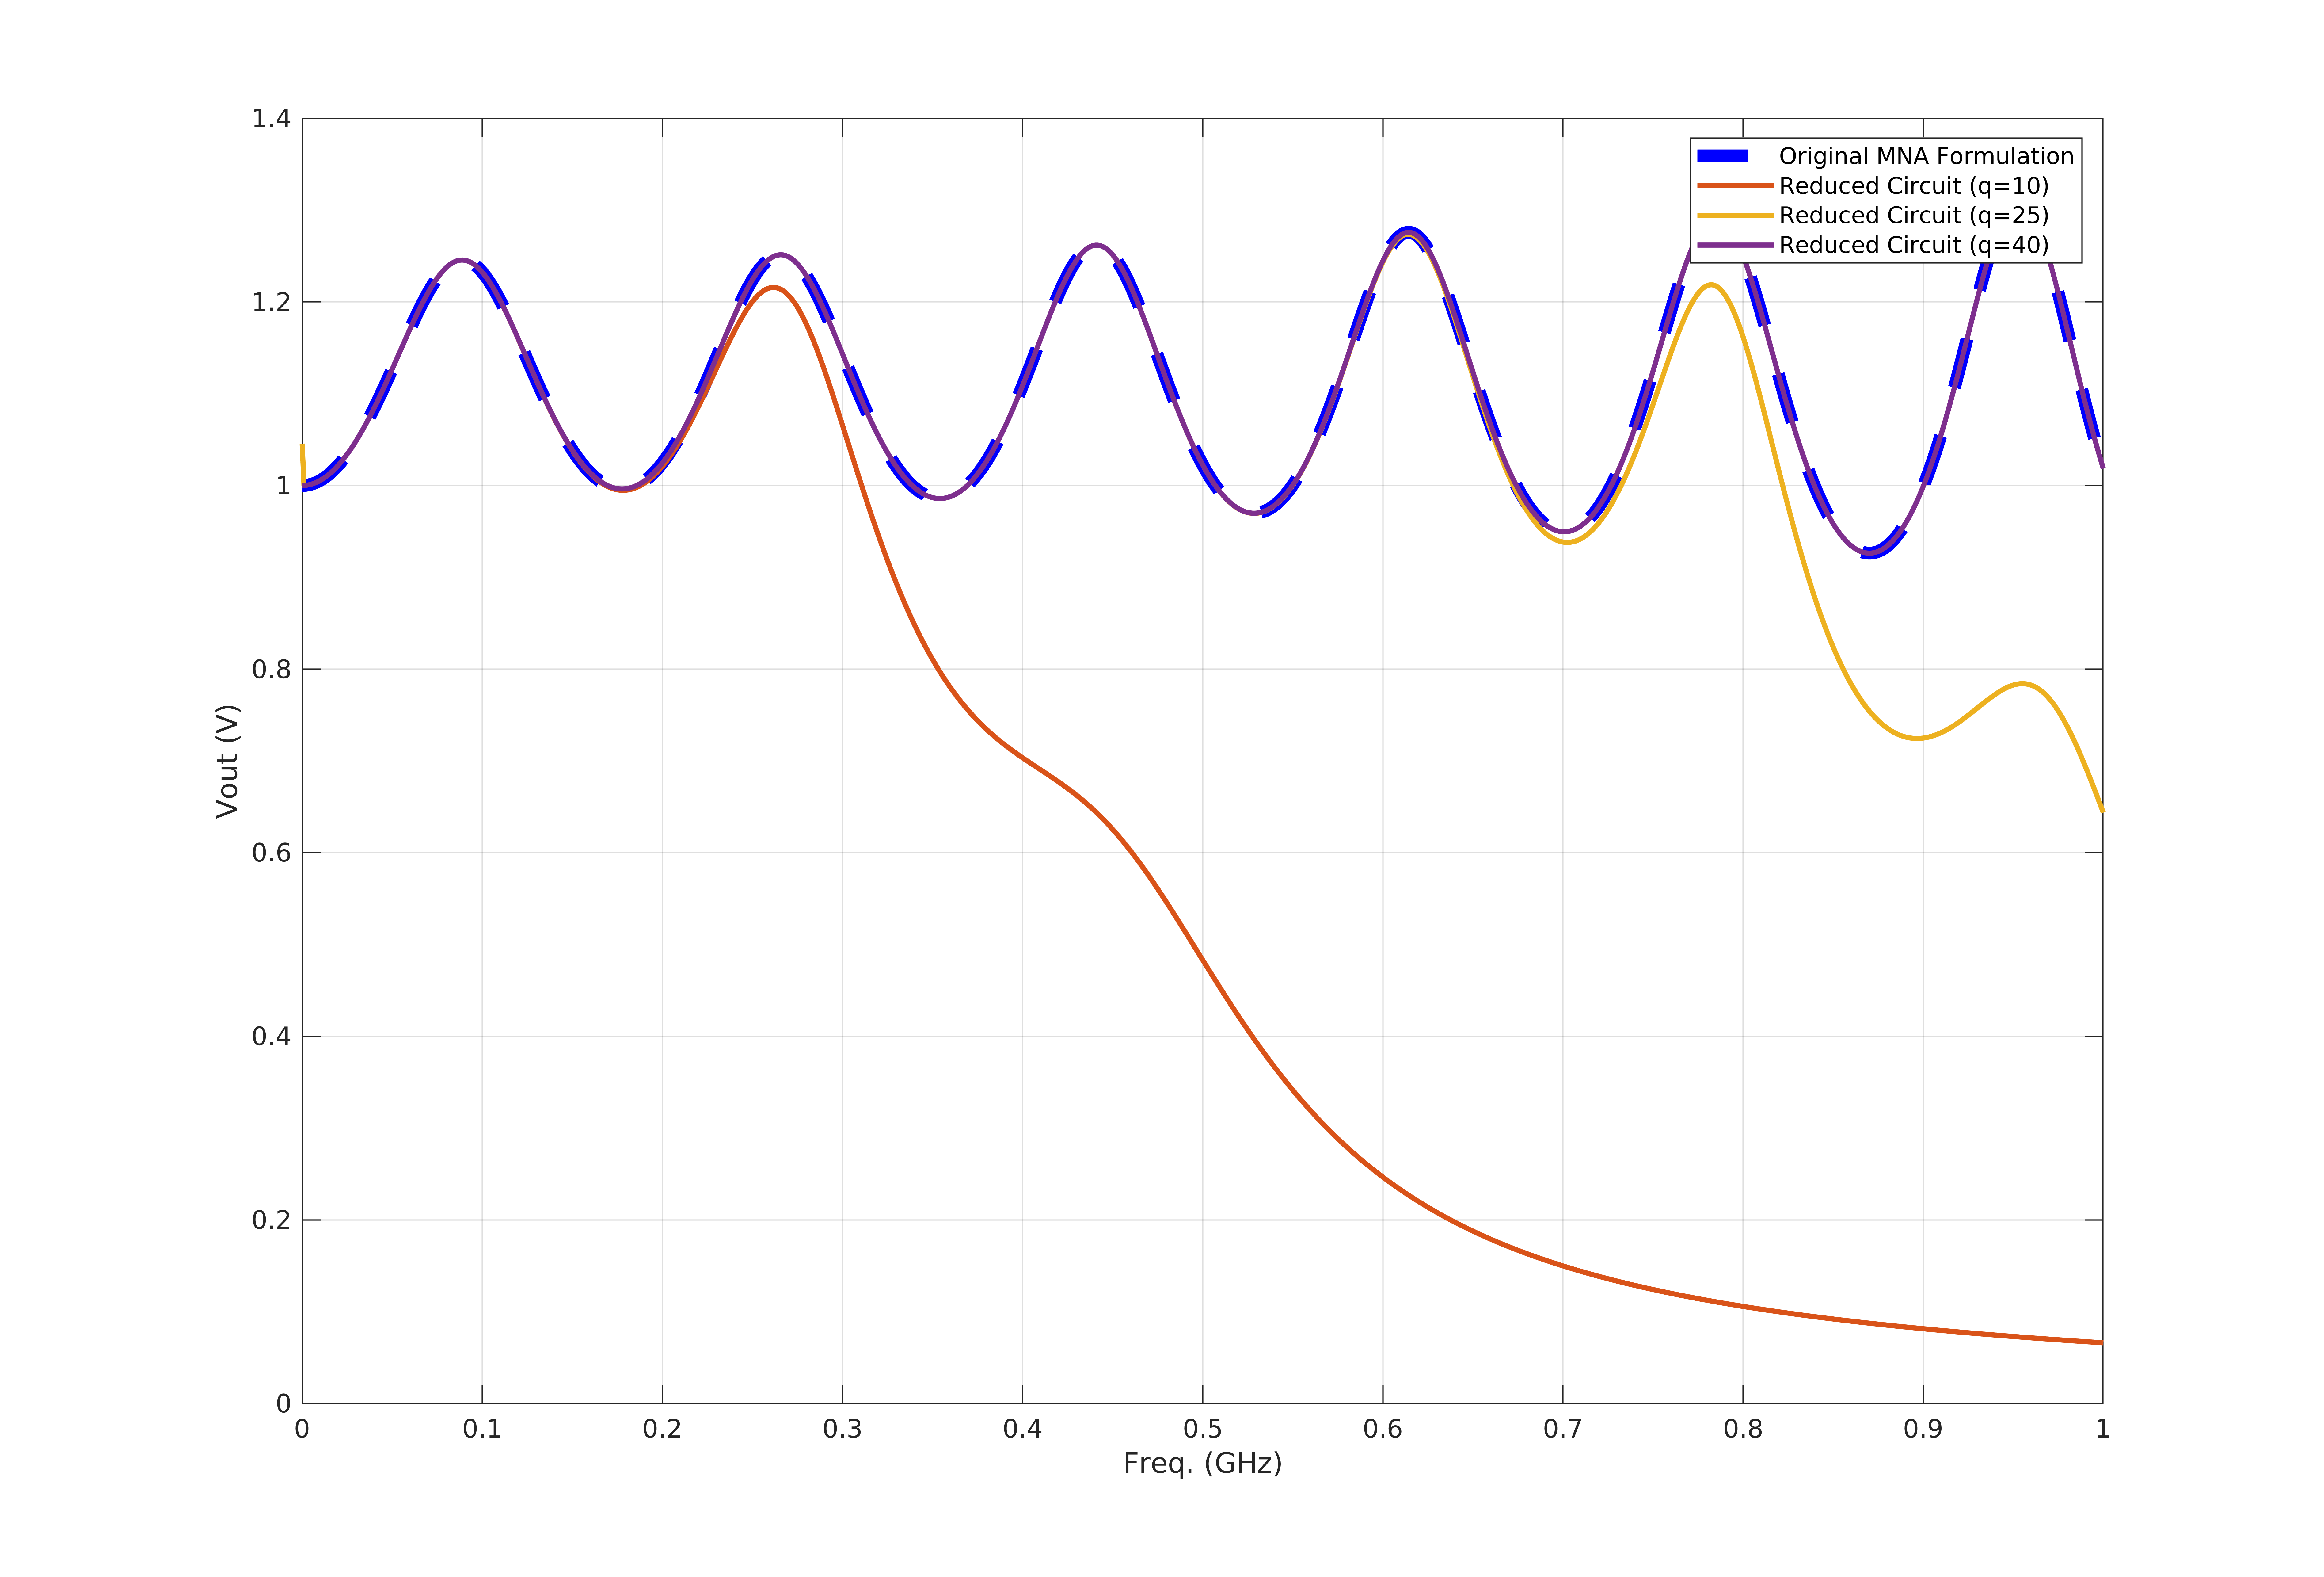 1.4
1.2
1
0.8
0.6
0.4
0.2
0
Vout (V)
Original MNA Formulation
Reduced Circuit (q=10)
Reduced Circuit (q=25)
Reduced Circuit (q=40)
0 0.1 0.2 0.3 0.4 0.5 0.6 0.7 0.8 0.9 1
Freq. (GHz)